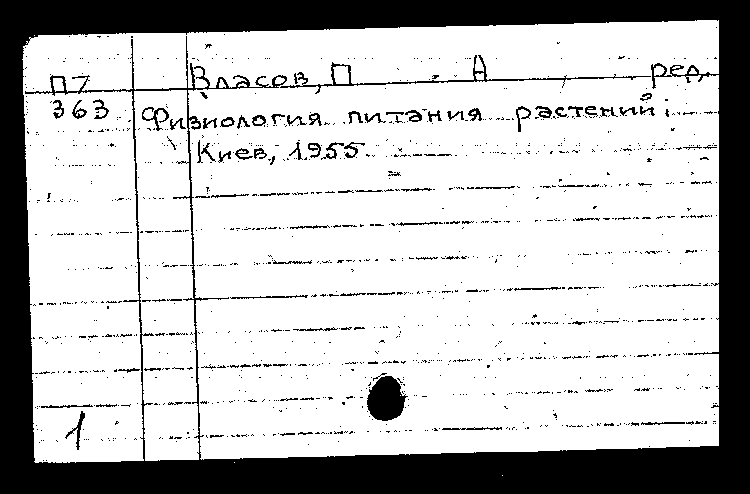 П7 Власов, П. А ред.
363 Физиология питания растений.
Киев, 1955
1